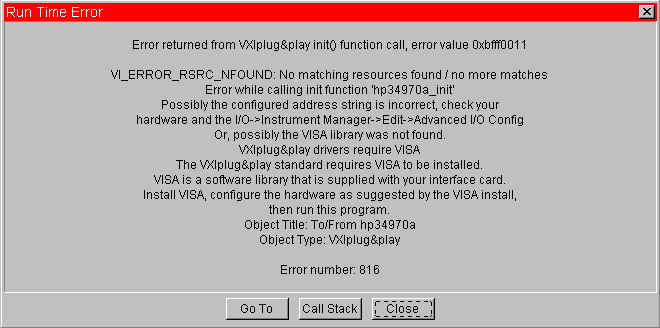 Run Time Error
Error returned from VXIplug&play init() function call, error value 0xbfff0011
VI_ERROR_RSRC_NFOUND: No matching resources found / no more matches
Error while calling init function 'hp34970a_init'
Possibly the configured address string is incorrect, check your
hardware and the I/O->Instrument Manager->Edit->Advanced I/O Config
Or, possibly the VISA library was not found.
VXIplug&play drivers require VISA
The VXIplug&play standard requires VISA to be installed.
VISA is a software library that is supplied with your interface card.
Install VISA, configure the hardware as suggested by the VISA install,
then run this program.
Object Title: To/From hp34970a
Object Type: VXIplug&play
Error number: 816
Go To Call Stack Close